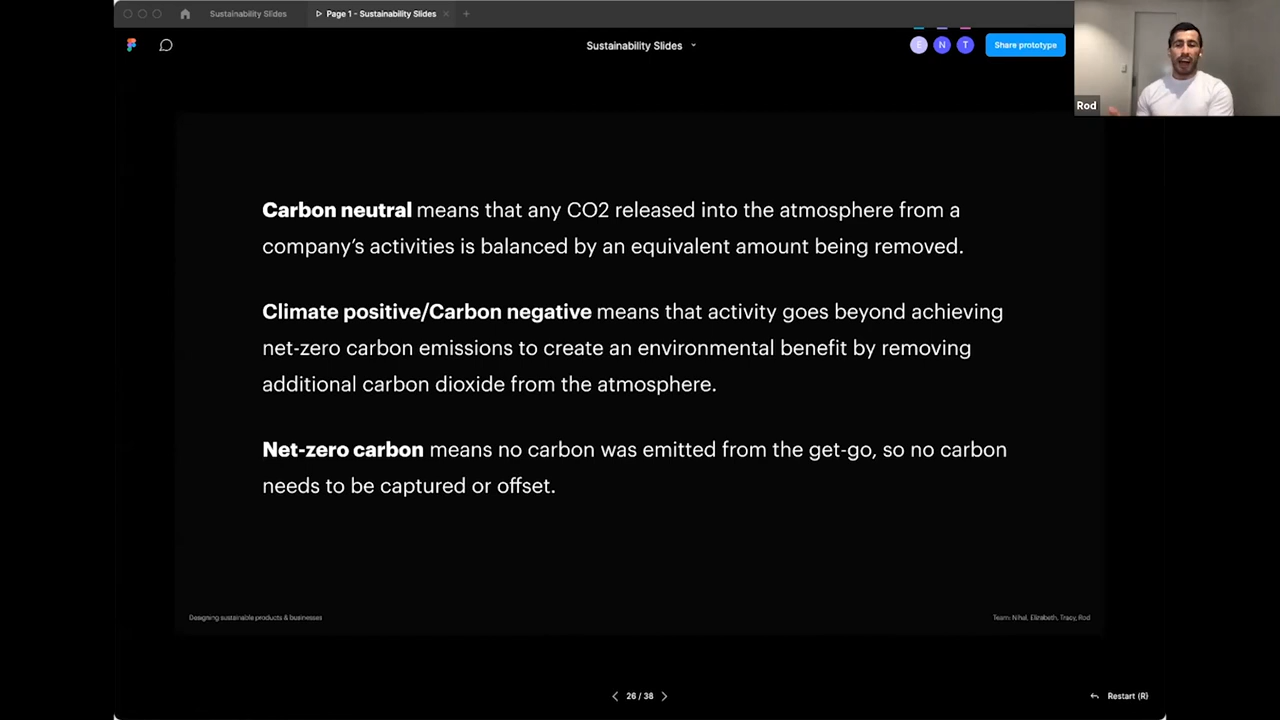 Sustainability Slides
Page 1 - Sustainability Slides
Sustainability Slides
E N T
Share prototype
Rod
Carbon neutral means that any CO2 released into the atmosphere from a
company's activities is balanced by an equivalent amount being removed.
Climate positive/Carbon negative means that activity goes beyond achieving
net-zero carbon emissions to create an environmental benefit by removing
additional carbon dioxide from the atmosphere.
Net-zero carbon means no carbon was emitted from the get-go, so no carbon
needs to be captured or offset.
Designing sustainable products & businesses
Team: Nihal, Elizabeth, Tracy, Rod
26 / 38
Restart (R)